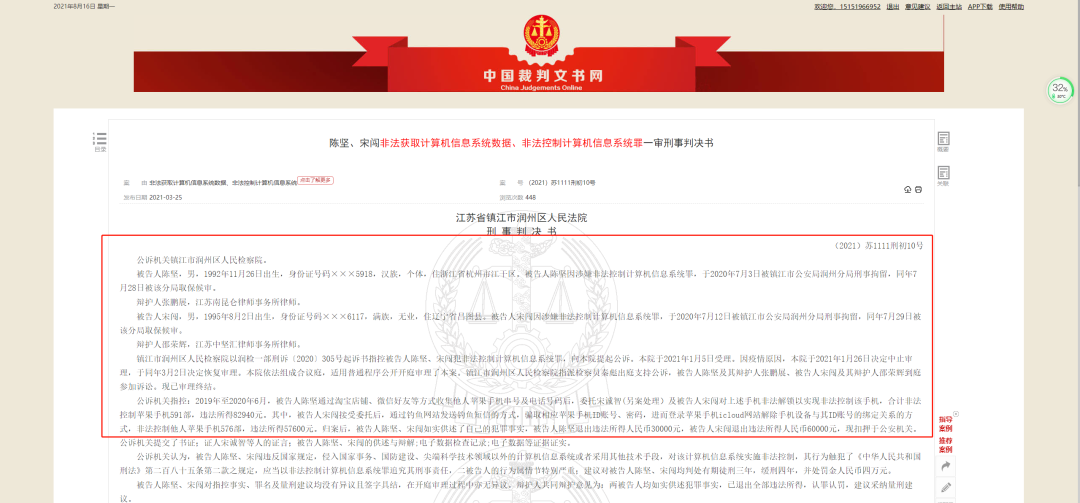 2021年8月16日 星期一
欢迎您，15151966952 退出 意见建议 返回主站 APP下载 使用帮助
中国裁判文书网
China Judgements Online
32%
目录
陈坚、宋闯非法获取计算机信息系统数据、非法控制计算机信息系统罪一审刑事判决书
概要
关联
案 由 非法获取计算机信息系统数据、非法控制计算机信息系统 点击了解更多
案 号 （2021）苏1111刑初10号
发布日期 2021-03-25
浏览次数 448
江苏省镇江市润州区人民法院
刑 事 判 决 书
（2021）苏1111刑初10号
公诉机关镇江市润州区人民检察院。
被告人陈坚，男，1992年11月26日出生，身份证号码×××5918，汉族，个体，住浙江省杭州市江干区。被告人陈坚因涉嫌非法控制计算机信息系统罪，于2020年7月3日被镇江市公安局润州分局刑事拘留，同年7
月28日被该分局取保候审。
辩护人张鹏展，江苏南昆仑律师事务所律师。
被告人宋闯，男，1995年8月2日出生，身份证号码×××6117，满族，无业，住辽宁省昌图县。被告人宋闯因涉嫌非法控制计算机信息系统罪，于2020年7月12日被镇江市公安局润州分局刑事拘留，同年7月29日被
该分局取保候审。
辩护人邵荣辉，江苏中坚汇律师事务所律师。
镇江市润州区人民检察院以润检一部刑诉〔2020〕305号起诉书指控被告人陈坚、宋闯犯非法控制计算机信息系统罪，向本院提起公诉。本院于2021年1月5日受理。因疫情原因，本院于2021年1月26日决定中止审
理，于同年3月2日决定恢复审理。本院依法组成合议庭，适用普通程序公开开庭审理了本案。镇江市润州区人民检察院指派检察员秦彪出庭支持公诉，被告人陈坚及其辩护人张鹏展、被告人宋闯及其辩护人邵荣辉到庭
参加诉讼。现已审理终结。
公诉机关指控：2019年至2020年6月，被告人陈坚通过淘宝店铺、微信好友等方式收集他人苹果手机串号及电话号码后，委托宋诚智(另案处理)及被告人宋闯对上述手机非法解锁以实现非法控制该手机，合计非法
控制苹果手机591部，违法所得82940元。其中，被告人宋闯接受委托后，通过钓鱼网站发送钓鱼短信的方式，骗取相应苹果手机ID账号、密码，进而登录苹果手机icloud网站解除手机设备与其ID账号的绑定关系的方
式，非法控制他人苹果手机576部，违法所得57600元。归案后，被告人陈坚、宋闯如实供述了自己的犯罪事实，被告人陈坚退出违法所得人民币30000元，被告人宋闯退出违法所得人民币60000元，现扣押于公安机关。
公诉机关提交了书证；证人宋诚智等人的证言；被告人陈坚、宋闯的供述与辩解;电子数据检查记录;电子数据等证据证实。
公诉机关认为，被告人陈坚、宋闯违反国家规定，侵入国家事务、国防建设、尖端科学技术领域以外的计算机信息系统或者采用其他技术手段，对该计算机信息系统实施非法控制，其行为触犯了《中华人民共和国
刑法》第二百八十五条第二款之规定，应当以非法控制计算机信息系统罪追究其刑事责任，二被告人的行为属情节特别严重；建议对被告人陈坚、宋闯均判处有期徒刑三年，缓刑四年，并处罚金人民币四万元。
被告人陈坚、宋闯对指控事实、罪名及量刑建议均没有异议且签字具结，在开庭审理过程中亦无异议。辩护人共同辩护意见为：两被告人均如实供述犯罪事实，已退出全部违法所得，认罪认罚，建议采纳量刑建
议。
指导
案例
推荐
案例